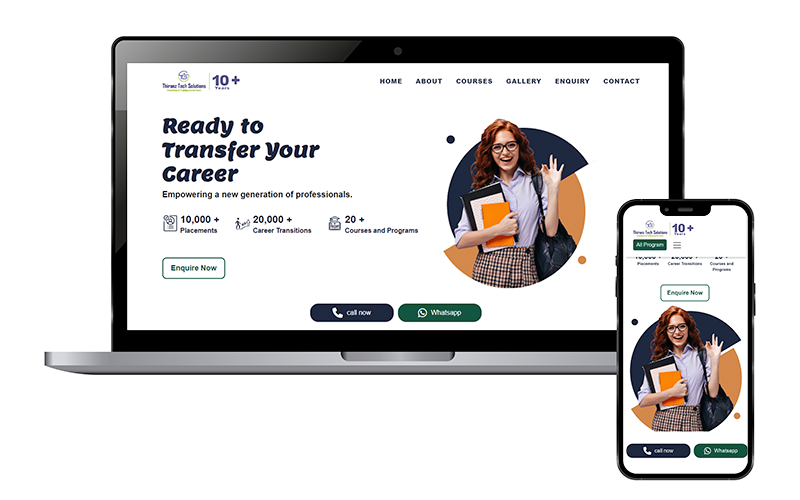 Thiranz Tech Solutions
10 +
Years
HOME ABOUT COURSES GALLERY ENQUIRY CONTACT
Ready to
Transfer Your
Career
Empowering a new generation of professionals.
10,000 +
Placements
20,000 +
Career Transitions
20 +
Courses and Programs
Enquire Now
call now
Whatsapp
Thiranz Tech Solutions
10 +
Years
All Program
10,000 + 20,000 + 20 +
Placements
Career Transitions
Courses and
Programs
Enquire Now
call now
Whatsapp